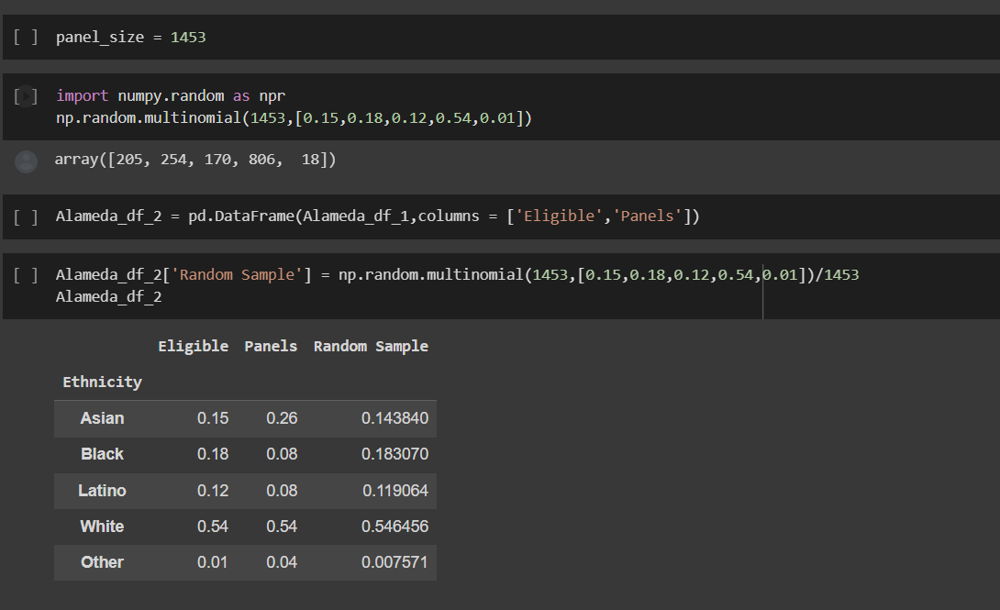 [ ] panel_size = 1453
[ ] import numpy.random as npr
np.random.multinomial(1453,[0.15,0.18,0.12,0.54,0.01])
array([205, 254, 170, 806,  18])
[ ] Alameda_df_2 = pd.DataFrame(Alameda_df_1,columns = ['Eligible','Panels'])
[ ] Alameda_df_2['Random Sample'] = np.random.multinomial(1453,[0.15,0.18,0.12,0.54,0.01])/1453
Alameda_df_2
Eligible Panels Random Sample
Ethnicity
Asian 0.15 0.26 0.143840
Black 0.18 0.08 0.183070
Latino 0.12 0.08 0.119064
White 0.54 0.54 0.546456
Other 0.01 0.04 0.007571